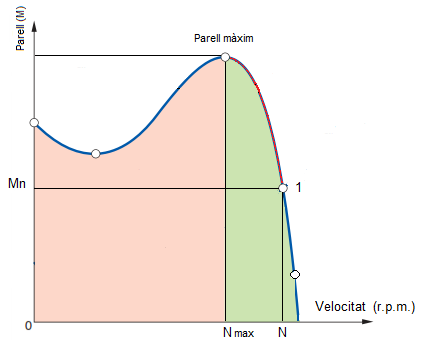 Parell (M)
Parell màxim
Mn
1
Velocitat (r.p.m.)
0
N max
N